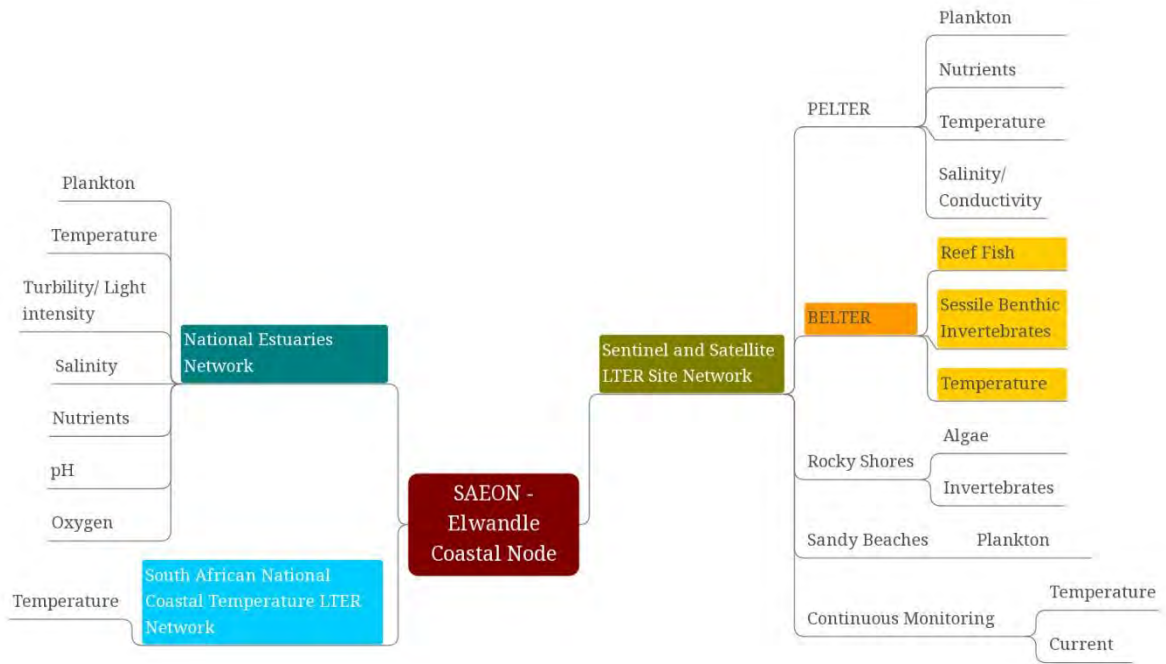 Plankton
Temperature
Turbility/ Light
intensity
Salinity
Nutrients
pH
Oxygen
National Estuaries
Network
Temperature
South African National
Coastal Temperature LTER
Network
SAEON -
Elwandle
Coastal Node
Sentinel and Satellite
LTER Site Network
PELTER
Plankton
Nutrients
Temperature
Salinity/
Conductivity
BELTER
Reef Fish
Sessile Benthic
Invertebrates
Temperature
Rocky Shores
Algae
Invertebrates
Sandy Beaches
Plankton
Continuous Monitoring
Temperature
Current